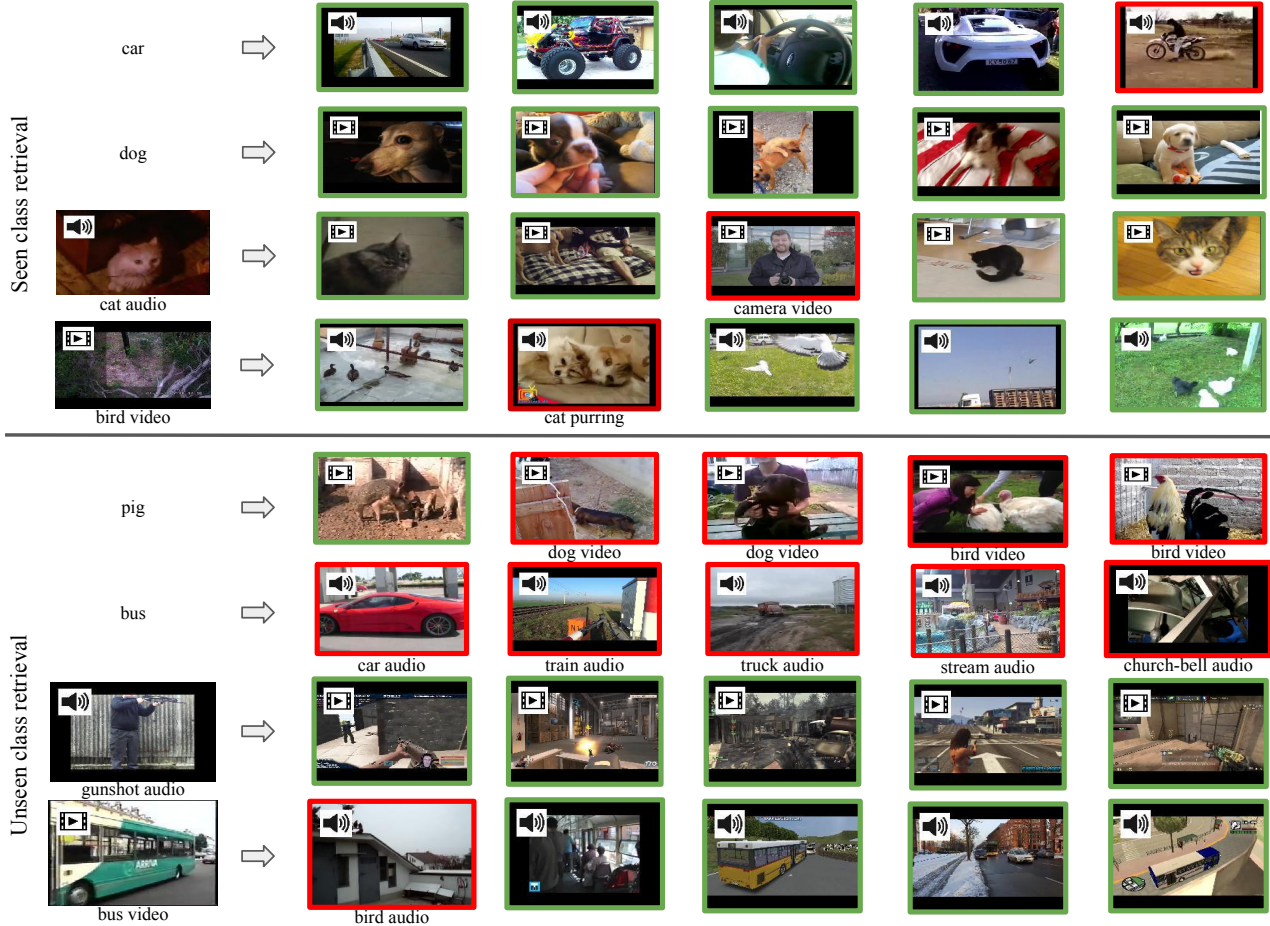 Seen class retrieval
car
dog
cat audio
camera video
bird video
cat purring
Unseen class retrieval
pig
dog video
dog video
bird video
bird video
bus
car audio
train audio
truck audio
stream audio
church-bell audio
gunshot audio
bus video
ARRIVA
bird audio